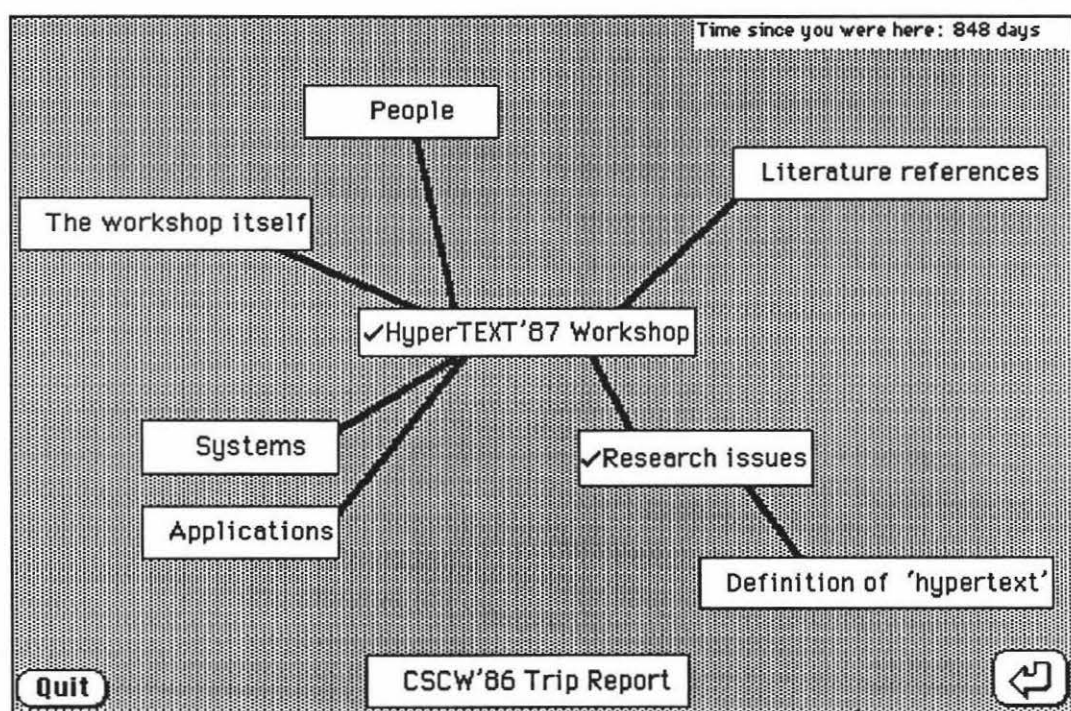 Time since you were here: 848 days
People
Literature references
The workshop itself
✓HyperTEXT'87 Workshop
Systems
✓Research issues
Applications
Definition of 'hypertext'
Quit
CSCW'86 Trip Report